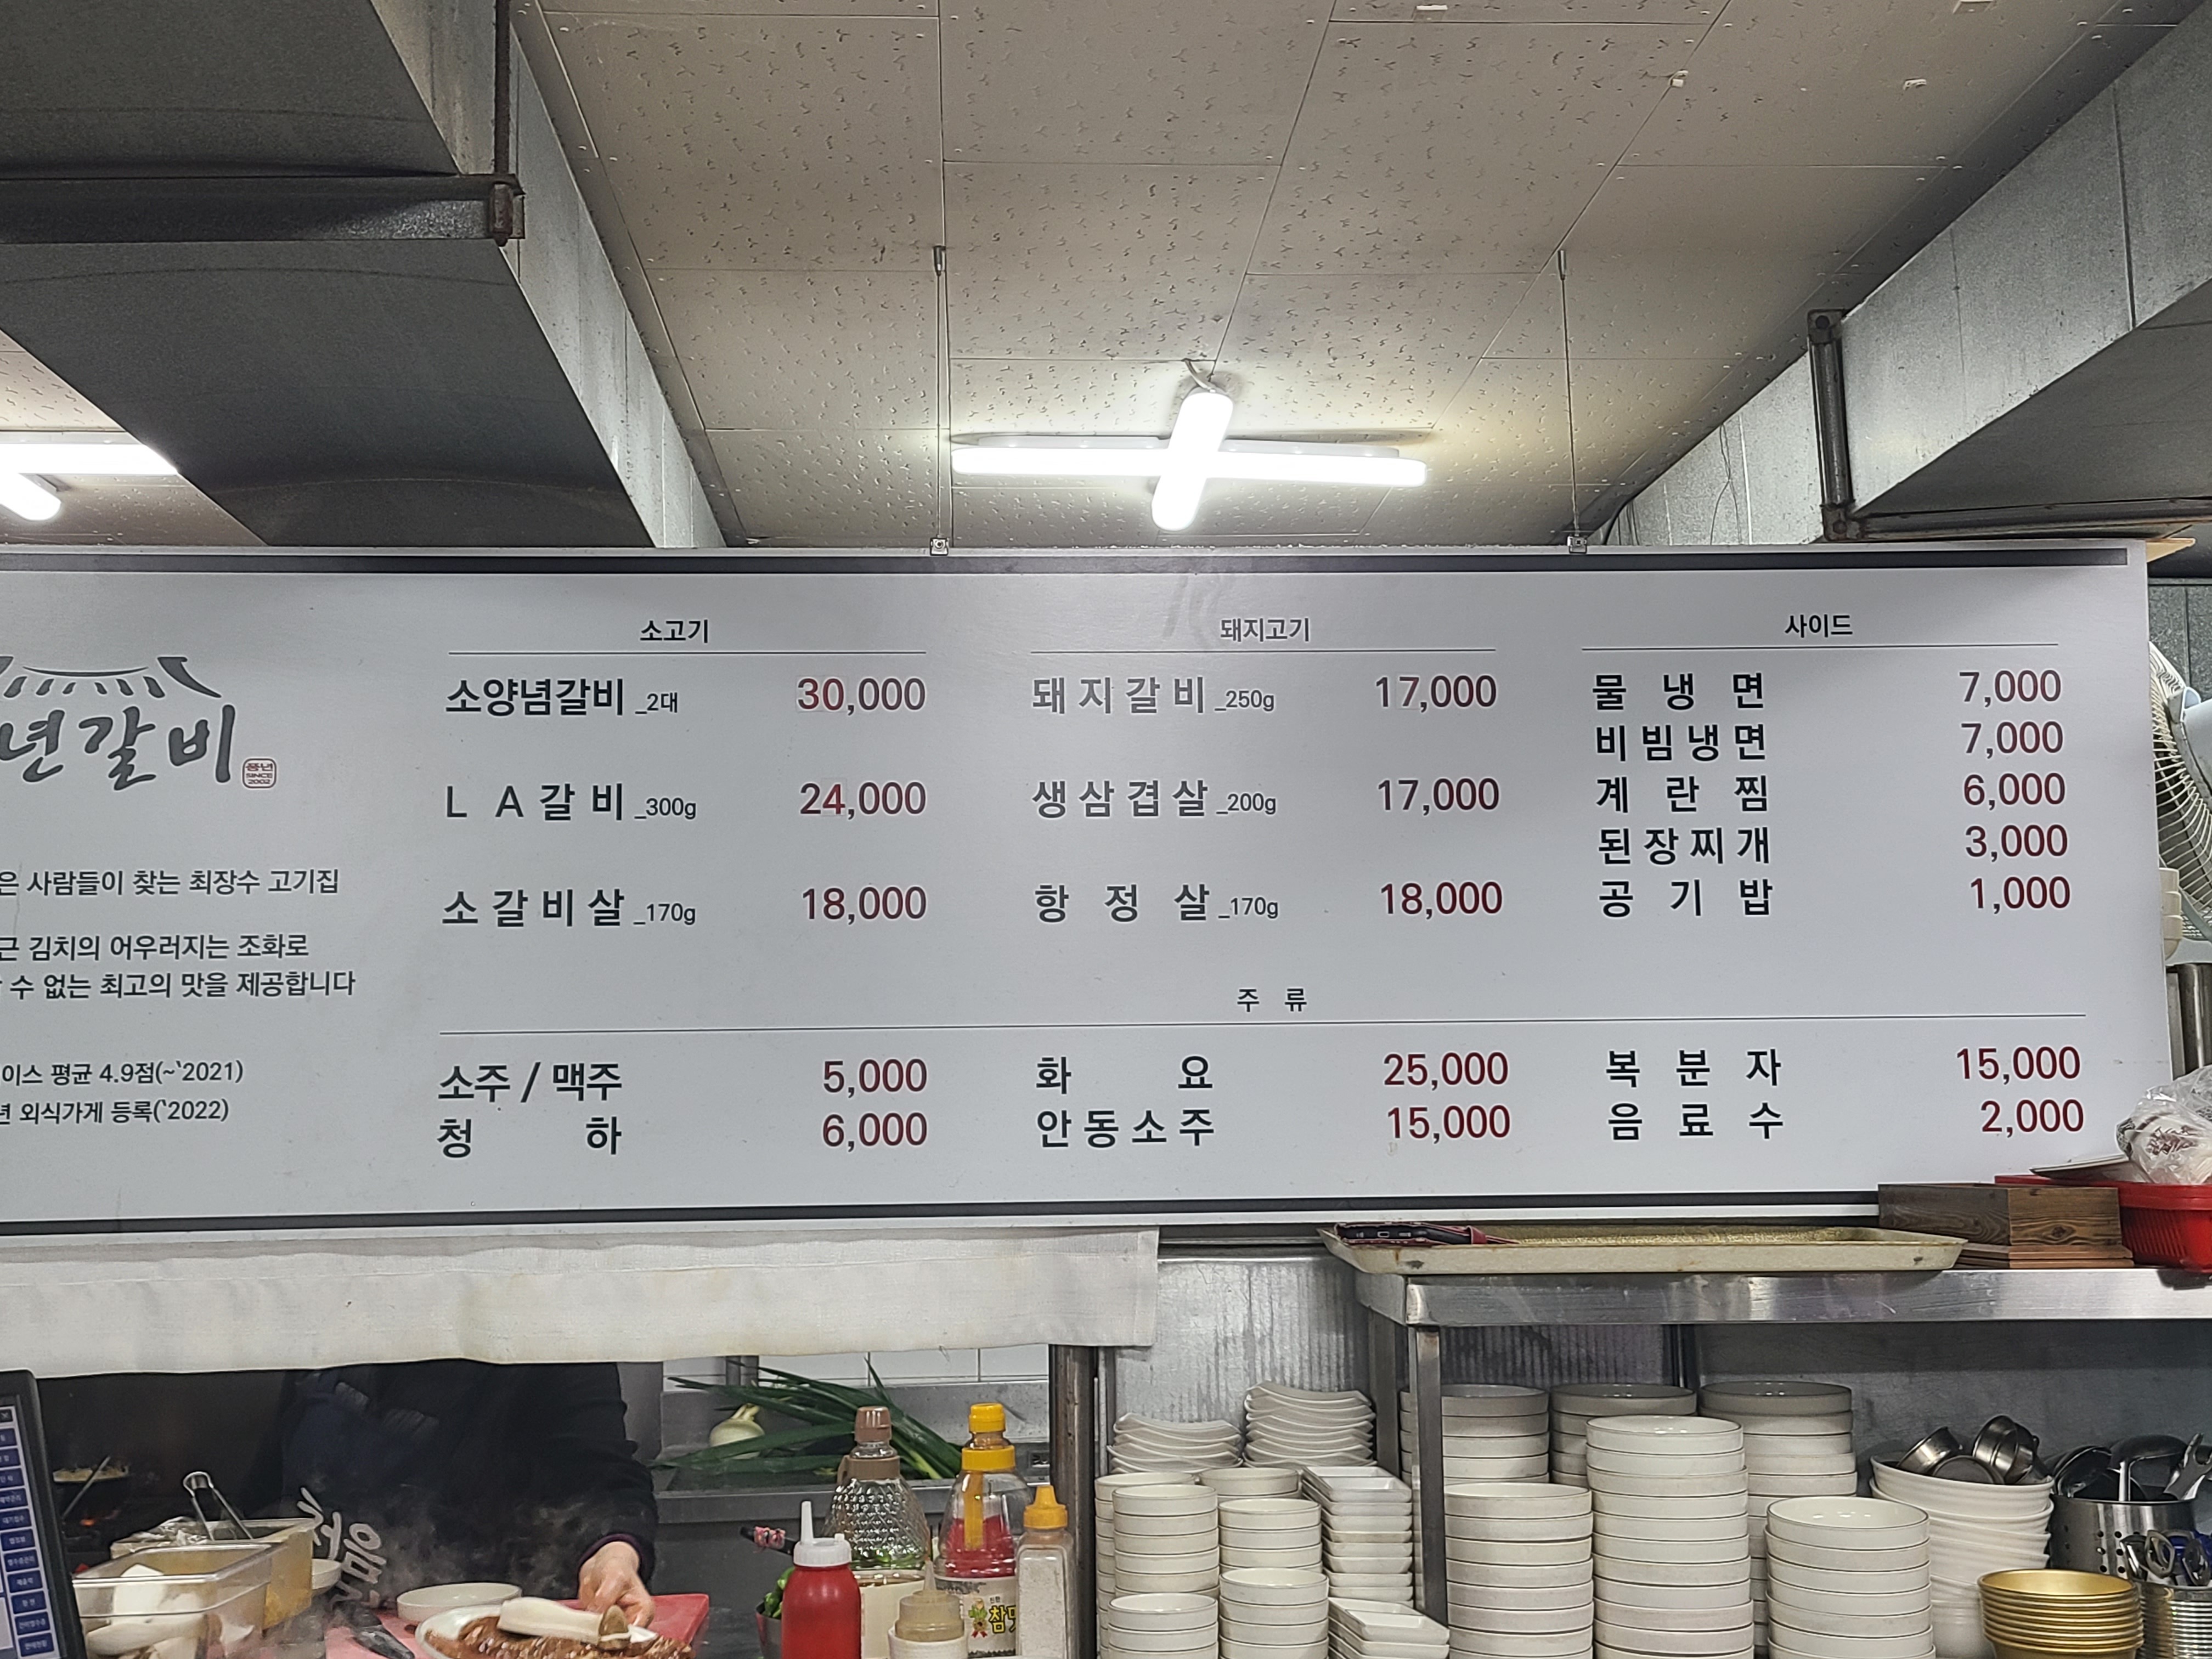 년갈비
풍년
SINCE
2002
은 사람들이 찾는 최장수 고기집
근 김치의 어우러지는 조화로
수 없는 최고의 맛을 제공합니다
이스 평균 4.9점(~'2021)
년 외식가게 등록('2022)
소고기
소양념갈비 _2대 30,000
LA갈비 _300g 24,000
소갈비살 _170g 18,000
돼지고기
돼지갈비 _250g 17,000
생삼겹살 _200g 17,000
항정살 _170g 18,000
사이드
물냉면 7,000
비빔냉면 7,000
계란찜 6,000
된장찌개 3,000
공기밥 1,000
주류
소주 / 맥주 5,000
청하 6,000
화요 25,000
안동소주 15,000
복분자 15,000
음료수 2,000